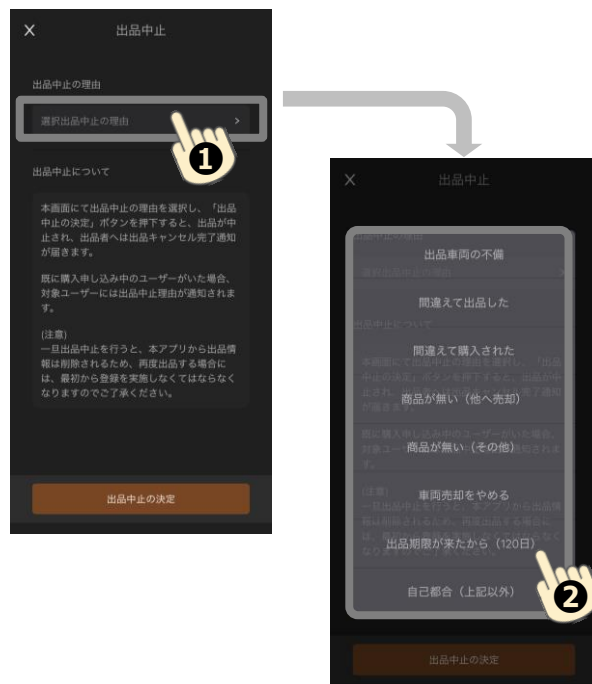 出品中止
出品中止の理由
選択出品中止の理由
1
出品中止について
本画面にて出品中止の理由を選択し、「出品
中止の決定」ボタンを押下すると、出品が中
止され、出品者へは出品キャンセル完了通知
が届きます。
既に購入申し込み中のユーザーがいた場合、
対象ユーザーには出品中止理由が通知されま
す。
(注意)
一旦出品中止を行うと、本アプリから出品情
報は削除されるため、再度出品する場合に
は、最初から登録を実施しなくてはならなく
なりますのでご了承ください。
出品中止の決定
出品中止
出品車両の不備
間違えて出品した
間違えて購入された
商品が無い（他へ売却）
商品が無い（その他）
車両売却をやめる
出品期限が来たから（120日）
自己都合（上記以外）
2
出品中止の決定